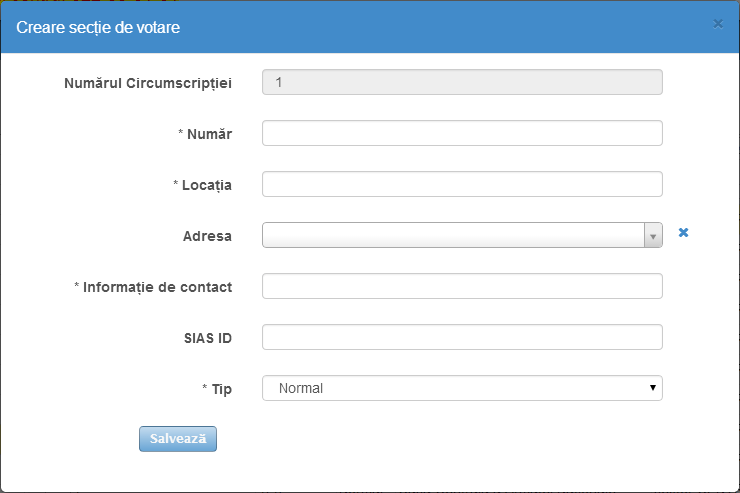 Creare secție de votare ×
Numărul Circumscripției 1
* Număr
* Locația
Adresa
* Informație de contact
SIAS ID
* Tip Normal
Salvează